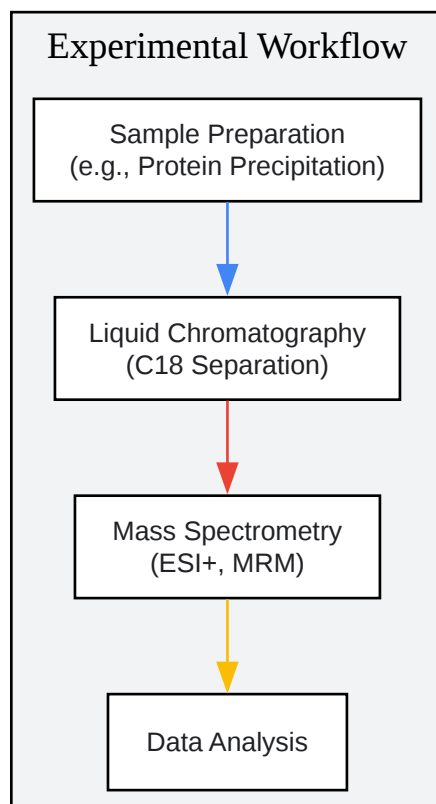 Experimental Workflow
Sample Preparation
(e.g., Protein Precipitation)
Liquid Chromatography
(C18 Separation)
Mass Spectrometry
(ESI+, MRM)
Data Analysis